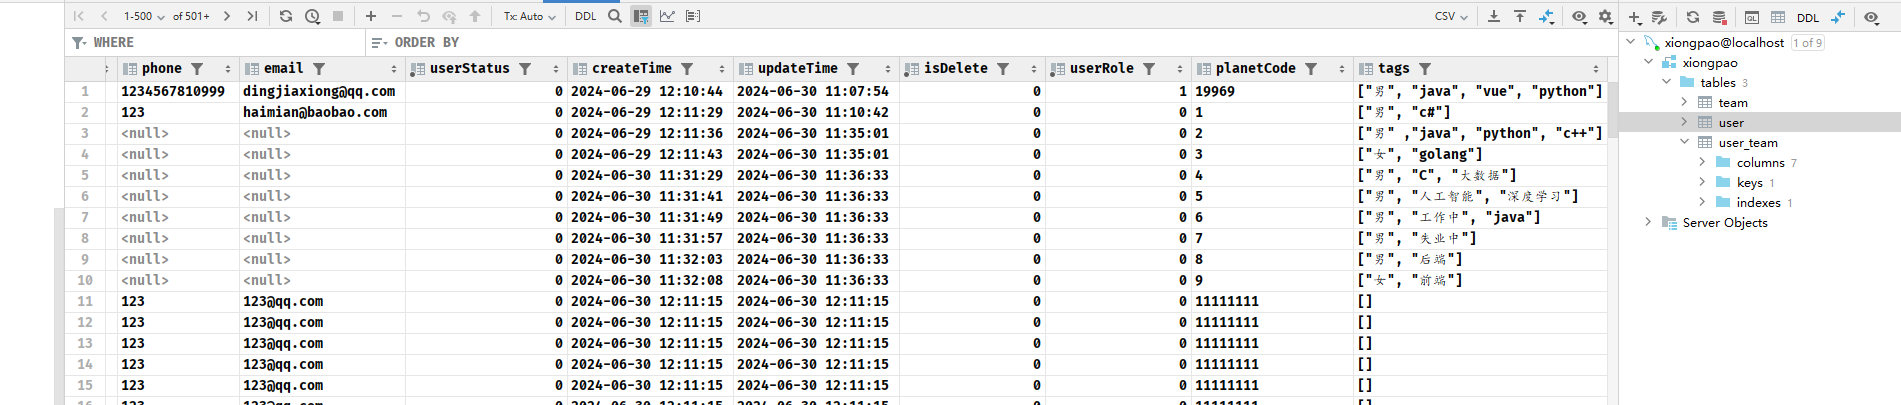 1-500 of 501+ Tx: Auto DDL CSV DDL
WHERE ORDER BY
phone email userStatus createTime updateTime isDelete userRole planetCode tags
1 1234567810999 dingjiaxiong@qq.com 0 2024-06-29 12:10:44 2024-06-30 11:07:54 0 1 19969 ["男", "java", "vue", "python"]
2 123 haimian@baobao.com 0 2024-06-29 12:11:29 2024-06-30 11:10:42 0 0 1 ["男", "c#"]
3 <null> <null> 0 2024-06-29 12:11:36 2024-06-30 11:35:01 0 0 2 ["男" ,"java", "python", "c++"]
4 <null> <null> 0 2024-06-29 12:11:43 2024-06-30 11:35:01 0 0 3 ["女", "golang"]
5 <null> <null> 0 2024-06-30 11:31:29 2024-06-30 11:36:33 0 0 4 ["男", "C", "大数据"]
6 <null> <null> 0 2024-06-30 11:31:41 2024-06-30 11:36:33 0 0 5 ["男", "人工智能", "深度学习"]
7 <null> <null> 0 2024-06-30 11:31:49 2024-06-30 11:36:33 0 0 6 ["男", "工作中", "java"]
8 <null> <null> 0 2024-06-30 11:31:57 2024-06-30 11:36:33 0 0 7 ["男", "失业中"]
9 <null> <null> 0 2024-06-30 11:32:03 2024-06-30 11:36:33 0 0 8 ["男", "后端"]
10 <null> <null> 0 2024-06-30 11:32:08 2024-06-30 11:36:33 0 0 9 ["女", "前端"]
11 123 123@qq.com 0 2024-06-30 12:11:15 2024-06-30 12:11:15 0 0 11111111 []
12 123 123@qq.com 0 2024-06-30 12:11:15 2024-06-30 12:11:15 0 0 11111111 []
13 123 123@qq.com 0 2024-06-30 12:11:15 2024-06-30 12:11:15 0 0 11111111 []
14 123 123@qq.com 0 2024-06-30 12:11:15 2024-06-30 12:11:15 0 0 11111111 []
15 123 123@qq.com 0 2024-06-30 12:11:15 2024-06-30 12:11:15 0 0 11111111 []
xiongpao@localhost 1 of 9
xiongpao
tables 3
team
user
user_team
columns 7
keys 1
indexes 1
Server Objects